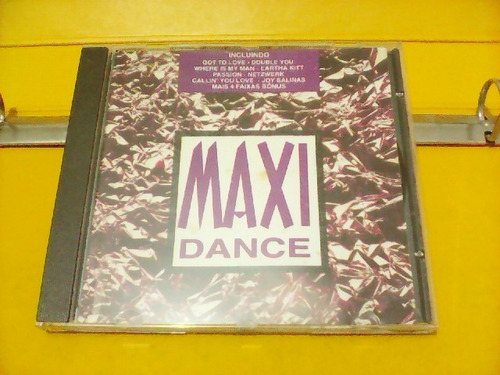 INCLUINDO
GOT TO LOVE - DOUBLE YOU
WHERE IS MY MAN - EARTHA KITT
PASSION - NETZWERK
CALLIN' YOU LOVE - JOY SALINAS
MAIS 4 FAIXAS BÔNUS
MAXI
DANCE